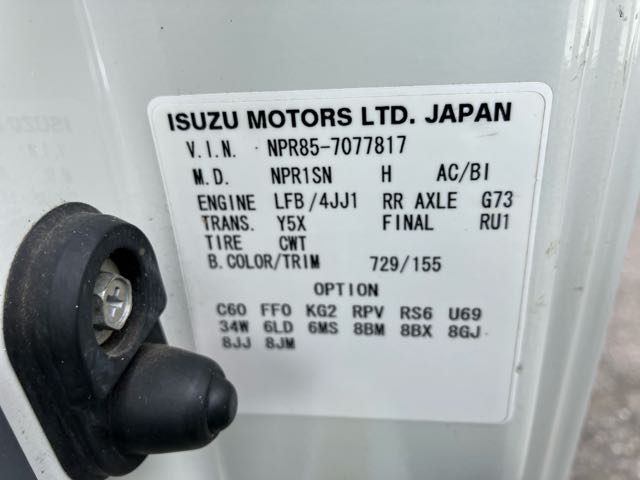 ISUZU MOTORS LTD. JAPAN
V.I.N. NPR85-7077817
M.D. NPR1SN H AC/BI
ENGINE LFB/4JJ1 RR AXLE G73
TRANS. Y5X FINAL RU1
TIRE CWT
B.COLOR/TRIM 729/155
OPTION
C60 FF0 KG2 RPV RS6 U69
34W 6LD 6MS 8BM 8BX 8GJ
8JJ 8JM